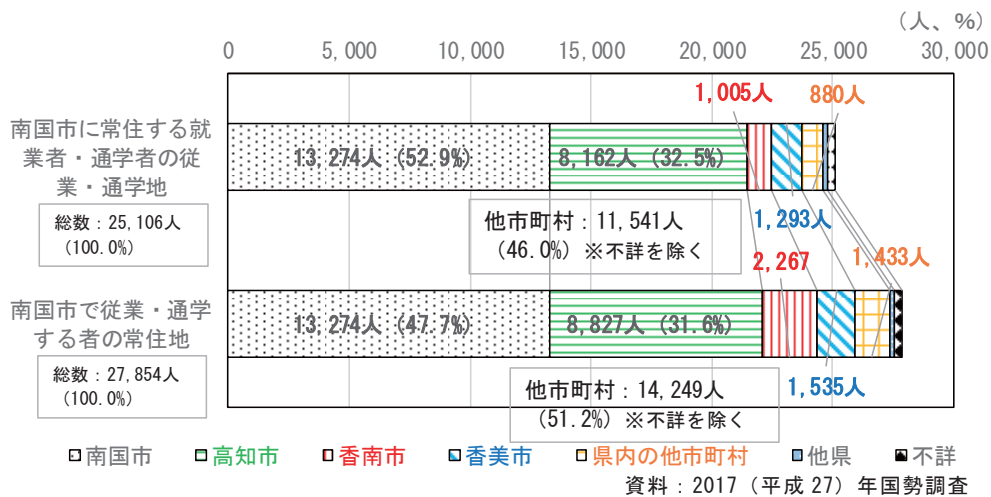 （人、%）
0 5,000 10,000 15,000 20,000 25,000 30,000
1,005人 880人
南国市に常住する就
業者・通学者の従
業・通学地
13,274人（52.9%） 8,162人（32.5%）
総数：25,106人
（100.0%）
他市町村：11,541人
（46.0%）※不詳を除く
1,293人
2,267 1,433人
南国市で従業・通学
する者の常住地
13,274人（47.7%） 8,827人（31.6%）
総数：27,854人
（100.0%）
他市町村：14,249人
（51.2%）※不詳を除く
1,535人
南国市 高知市 香南市 香美市 県内の他市町村 他県 不詳
資料：2017（平成 27）年国勢調査